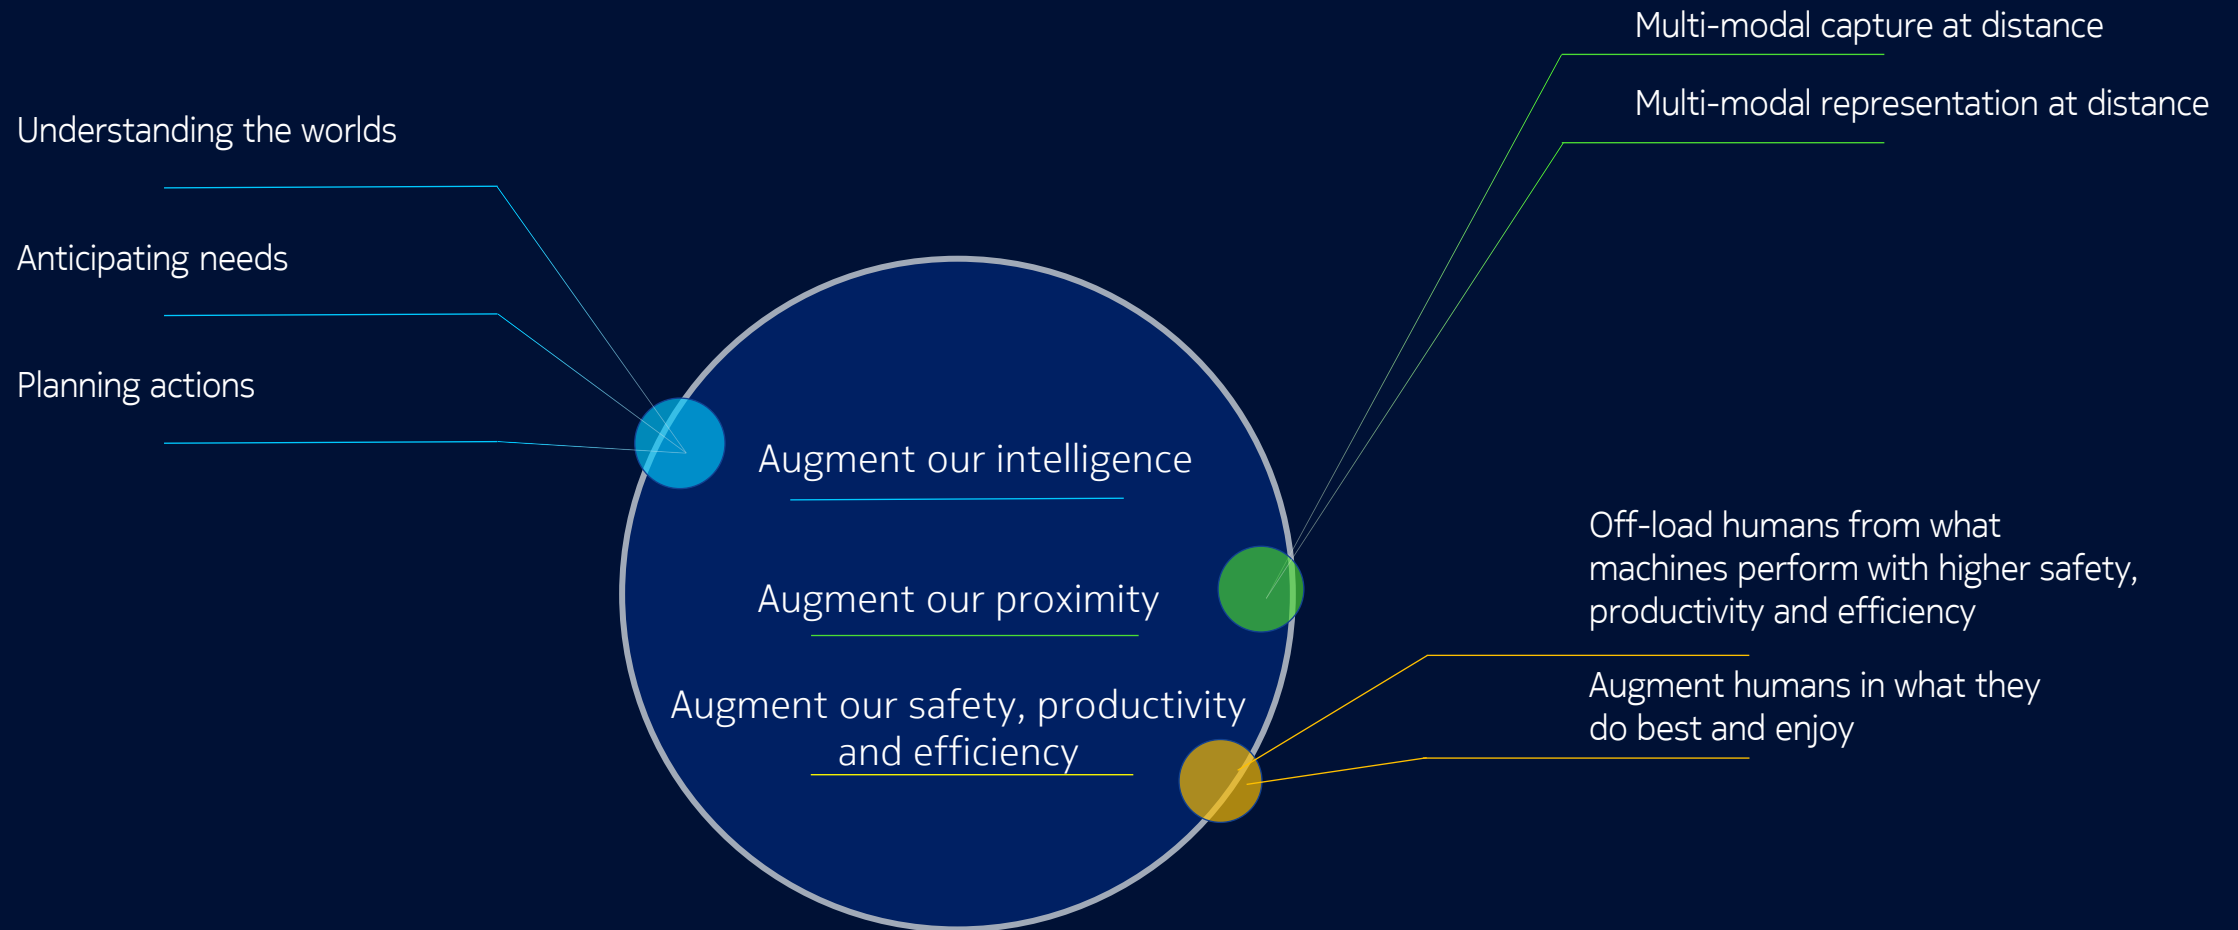 Understanding the worlds
Anticipating needs
Planning actions
Augment our intelligence
Augment our proximity
Augment our safety, productivity
and efficiency
Multi-modal capture at distance
Multi-modal representation at distance
Off-load humans from what
machines perform with higher safety,
productivity and efficiency
Augment humans in what they
do best and enjoy